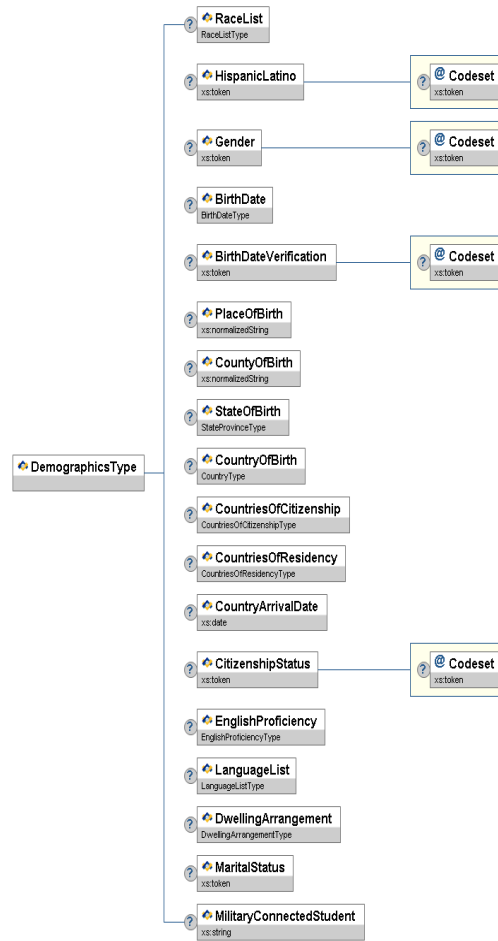 ? RaceList
RaceListType
? HispanicLatino
xs:token
? @ Codeset
xs:token
? Gender
xs:token
? @ Codeset
xs:token
? BirthDate
BirthDateType
? BirthDateVerification
xs:token
? @ Codeset
xs:token
? PlaceOfBirth
xs:normalizedString
? CountyOfBirth
xs:normalizedString
? StateOfBirth
StateProvinceType
DemographicsType
? CountryOfBirth
CountryType
? CountriesOfCitizenship
CountriesOfCitizenshipType
? CountriesOfResidency
CountriesOfResidencyType
? CountryArrivalDate
xs:date
? CitizenshipStatus
xs:token
? @ Codeset
xs:token
? EnglishProficiency
EnglishProficiencyType
? LanguageList
LanguageListType
? DwellingArrangement
DwellingArrangementType
? MaritalStatus
xs:token
? MilitaryConnectedStudent
xs:string